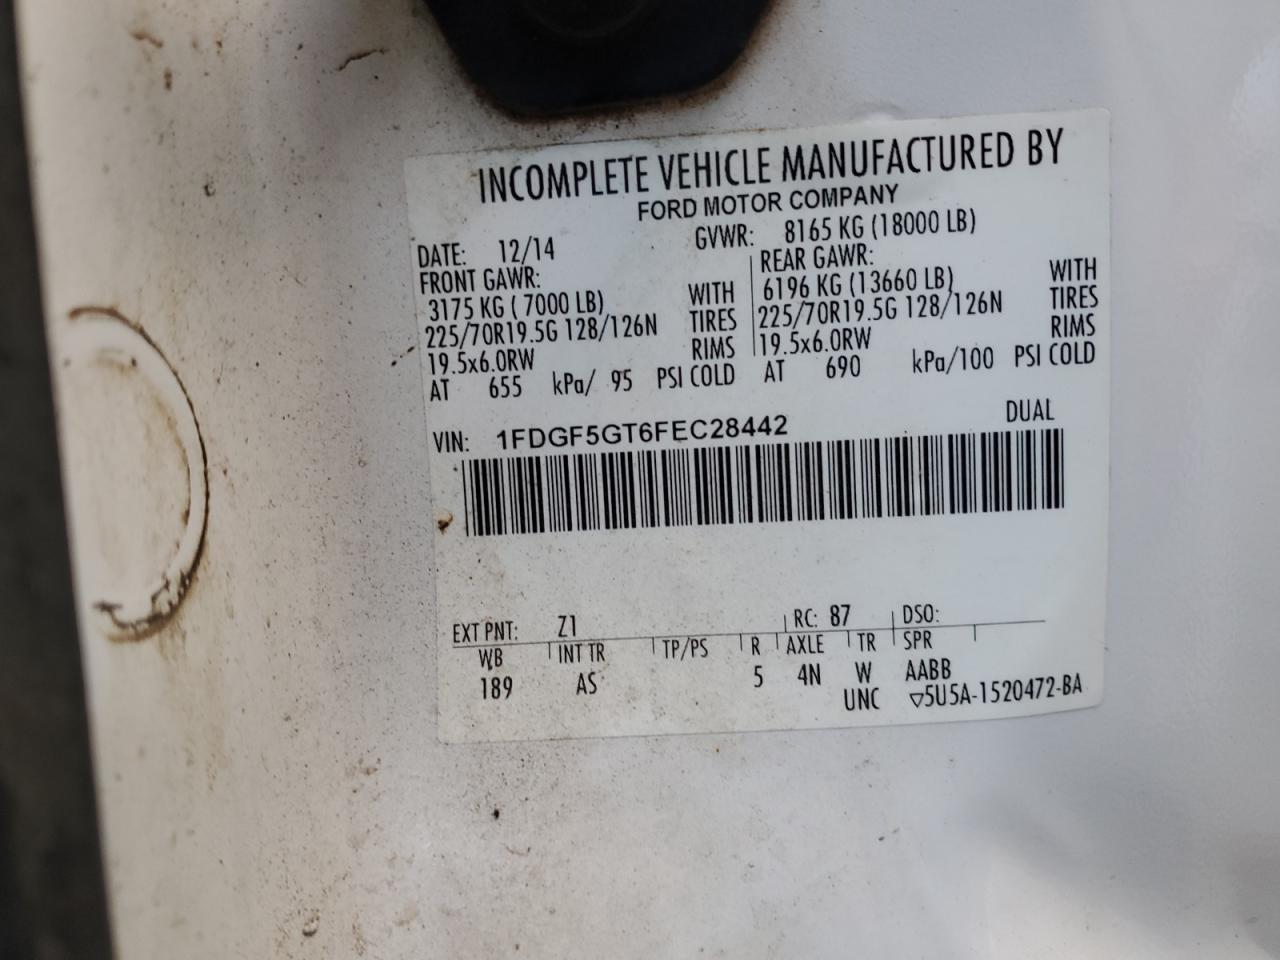 INCOMPLETE VEHICLE MANUFACTURED BY
FORD MOTOR COMPANY
DATE: 12/14 GVWR: 8165 KG (18000 LB)
FRONT GAWR: REAR GAWR:
3175 KG ( 7000 LB) WITH 6196 KG (13660 LB) WITH
225/70R19.5G 128/126N TIRES 225/70R19.5G 128/126N TIRES
19.5x6.0RW RIMS 19.5x6.0RW RIMS
AT 655 kPa/ 95 PSI COLD AT 690 kPa/100 PSI COLD
VIN: 1FDGF5GT6FEC28442 DUAL
EXT PNT: Z1 RC: 87 DSO:
WB INT TR TP/PS R AXLE TR SPR
189 AS 5 4N W AABB
UNC ▽5U5A-1520472-BA